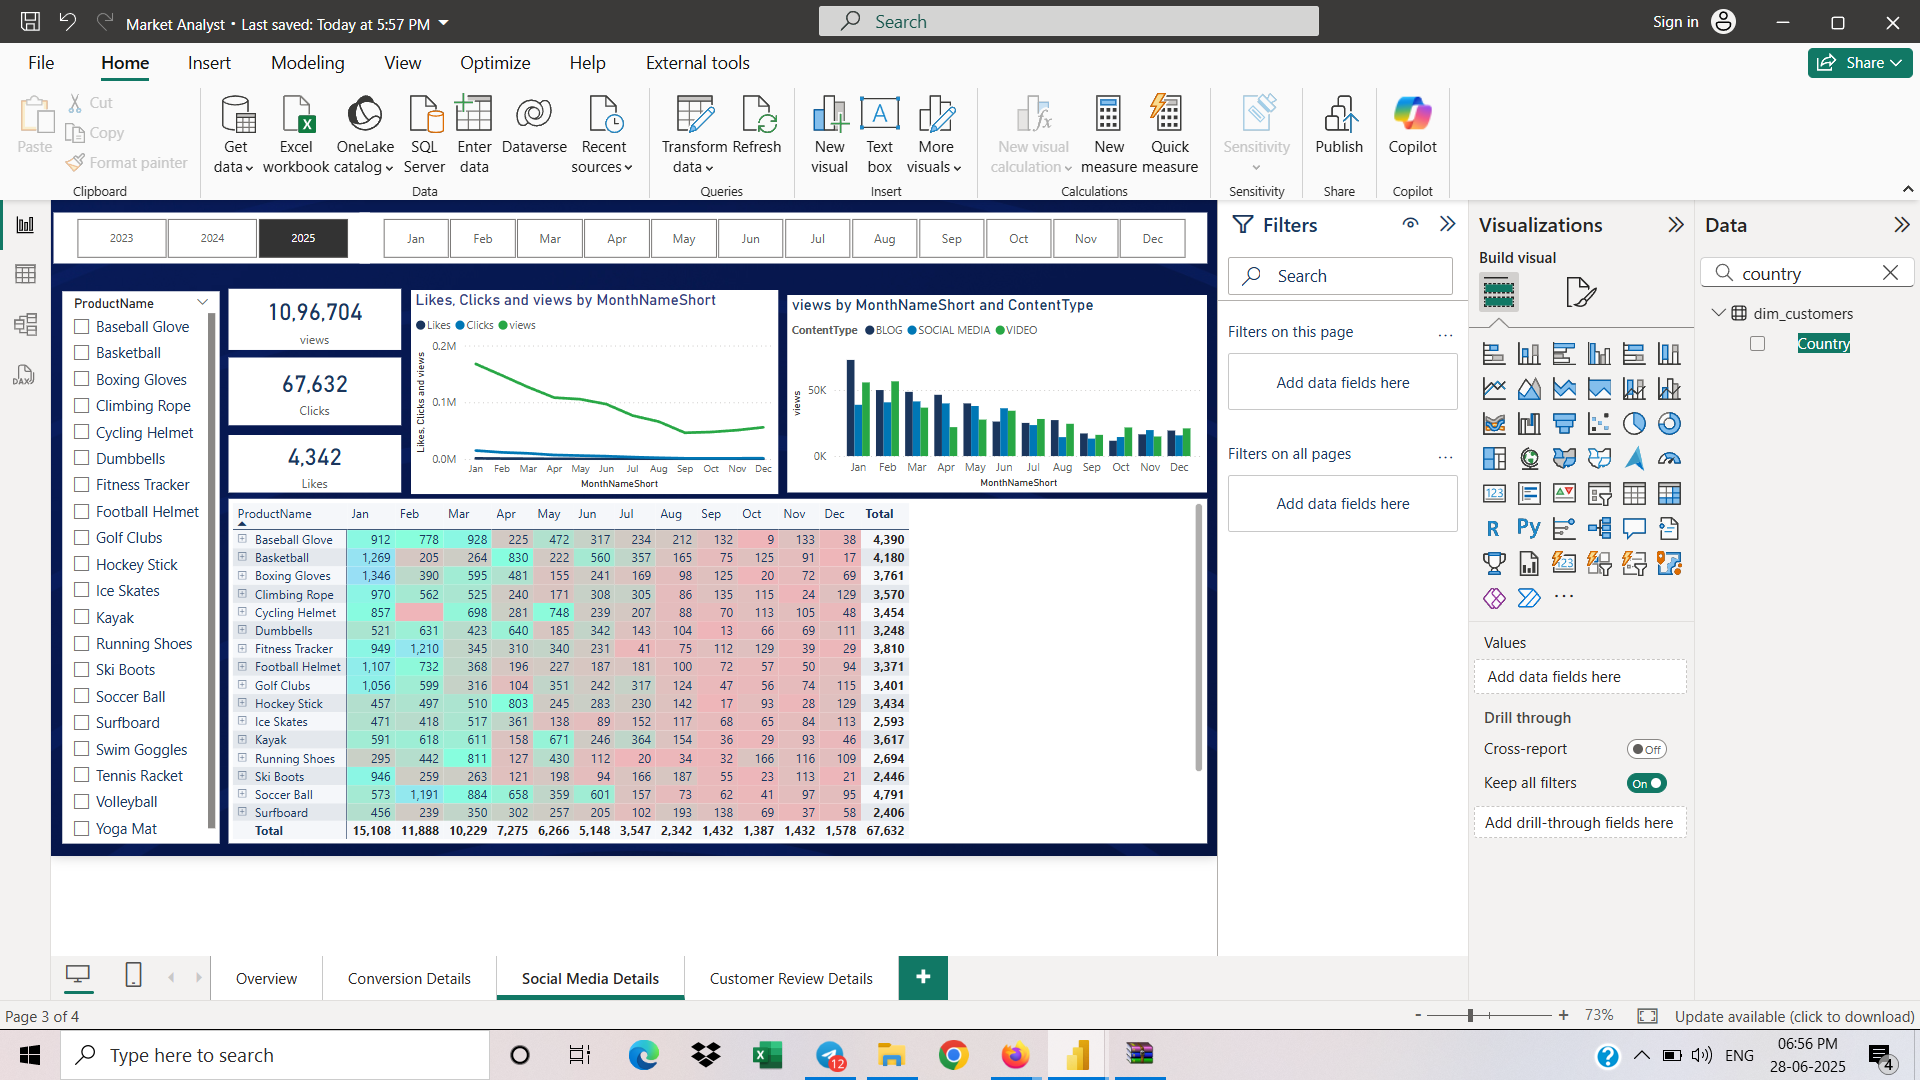 Market Analyst • Last saved: Today at 5:57 PM
Search
Sign in
File Home Insert Modeling View Optimize Help External tools
Share
Paste
Cut
Copy
Format painter
Clipboard
Get data
Excel workbook
OneLake catalog
SQL Server
Enter data
Dataverse
Recent sources
Data
Transform data
Refresh
Queries
New visual
Text box
More visuals
Insert
New visual calculation
New measure
Quick measure
Calculations
Sensitivity
Sensitivity
Publish
Share
Copilot
Copilot
2023 2024 2025
Jan Feb Mar Apr May Jun Jul Aug Sep Oct Nov Dec
ProductName
Baseball Glove
Basketball
Boxing Gloves
Climbing Rope
Cycling Helmet
Dumbbells
Fitness Tracker
Football Helmet
Golf Clubs
Hockey Stick
Ice Skates
Kayak
Running Shoes
Ski Boots
Soccer Ball
Surfboard
Swim Goggles
Tennis Racket
Volleyball
Yoga Mat
10,96,704
views
67,632
Clicks
4,342
Likes
Likes, Clicks and views by MonthNameShort
Likes Clicks views
Likes, Clicks and views
0.2M
0.1M
0.0M
Jan Feb Mar Apr May Jun Jul Aug Sep Oct Nov Dec
MonthNameShort
views by MonthNameShort and ContentType
ContentType BLOG SOCIAL MEDIA VIDEO
views
50K
0K
Jan Feb Mar Apr May Jun Jul Aug Sep Oct Nov Dec
MonthNameShort
ProductName Jan Feb Mar Apr May Jun Jul Aug Sep Oct Nov Dec Total
Baseball Glove 912 778 928 225 472 317 234 212 132 9 133 38 4,390
Basketball 1,269 205 264 830 222 560 357 165 75 125 91 17 4,180
Boxing Gloves 1,346 390 595 481 155 241 169 98 125 20 72 69 3,761
Climbing Rope 970 562 525 240 171 308 305 86 135 115 24 129 3,570
Cycling Helmet 857 698 281 748 239 207 88 70 113 105 48 3,454
Dumbbells 521 631 423 640 185 342 143 104 13 66 69 111 3,248
Fitness Tracker 949 1,210 345 310 340 231 41 75 112 129 39 29 3,810
Football Helmet 1,107 732 368 196 227 187 181 100 72 57 50 94 3,371
Golf Clubs 1,056 599 316 104 351 242 317 124 47 56 74 115 3,401
Hockey Stick 457 497 510 803 245 283 230 142 17 93 28 129 3,434
Ice Skates 471 418 517 361 138 89 152 117 68 65 84 113 2,593
Kayak 591 618 611 158 671 246 364 154 36 29 93 46 3,617
Running Shoes 295 442 811 127 430 112 20 34 32 166 116 109 2,694
Ski Boots 946 259 263 121 198 94 166 187 55 23 113 21 2,446
Soccer Ball 573 1,191 884 658 359 601 157 73 62 41 97 95 4,791
Surfboard 456 239 350 302 257 205 102 193 138 69 37 58 2,406
Total 15,108 11,888 10,229 7,275 6,266 5,148 3,547 2,342 1,432 1,387 1,432 1,578 67,632
Filters
Search
Filters on this page
Add data fields here
Filters on all pages
Add data fields here
Visualizations
Build visual
Values
Add data fields here
Drill through
Cross-report Off
Keep all filters On
Add drill-through fields here
Data
country
dim_customers
Country
Overview Conversion Details Social Media Details Customer Review Details +
Page 3 of 4
- + 73% Update available (click to download)
Type here to search
12
ENG
06:56 PM
28-06-2025
4